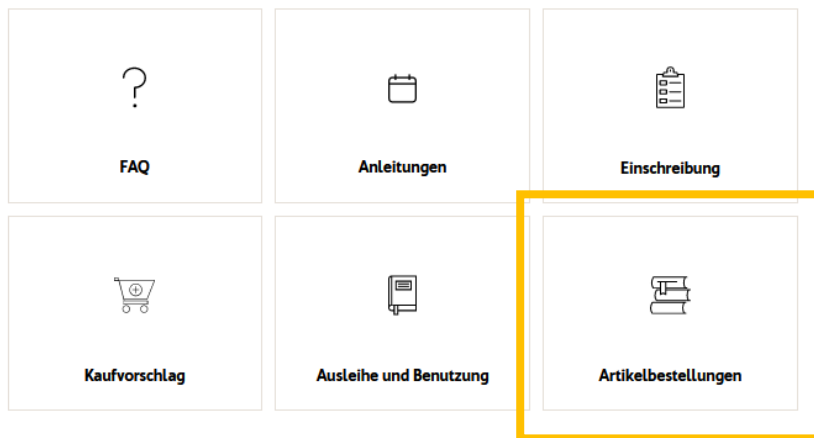 FAQ
Anleitungen
Einschreibung
Kaufvorschlag
Ausleihe und Benutzung
Artikelbestellungen